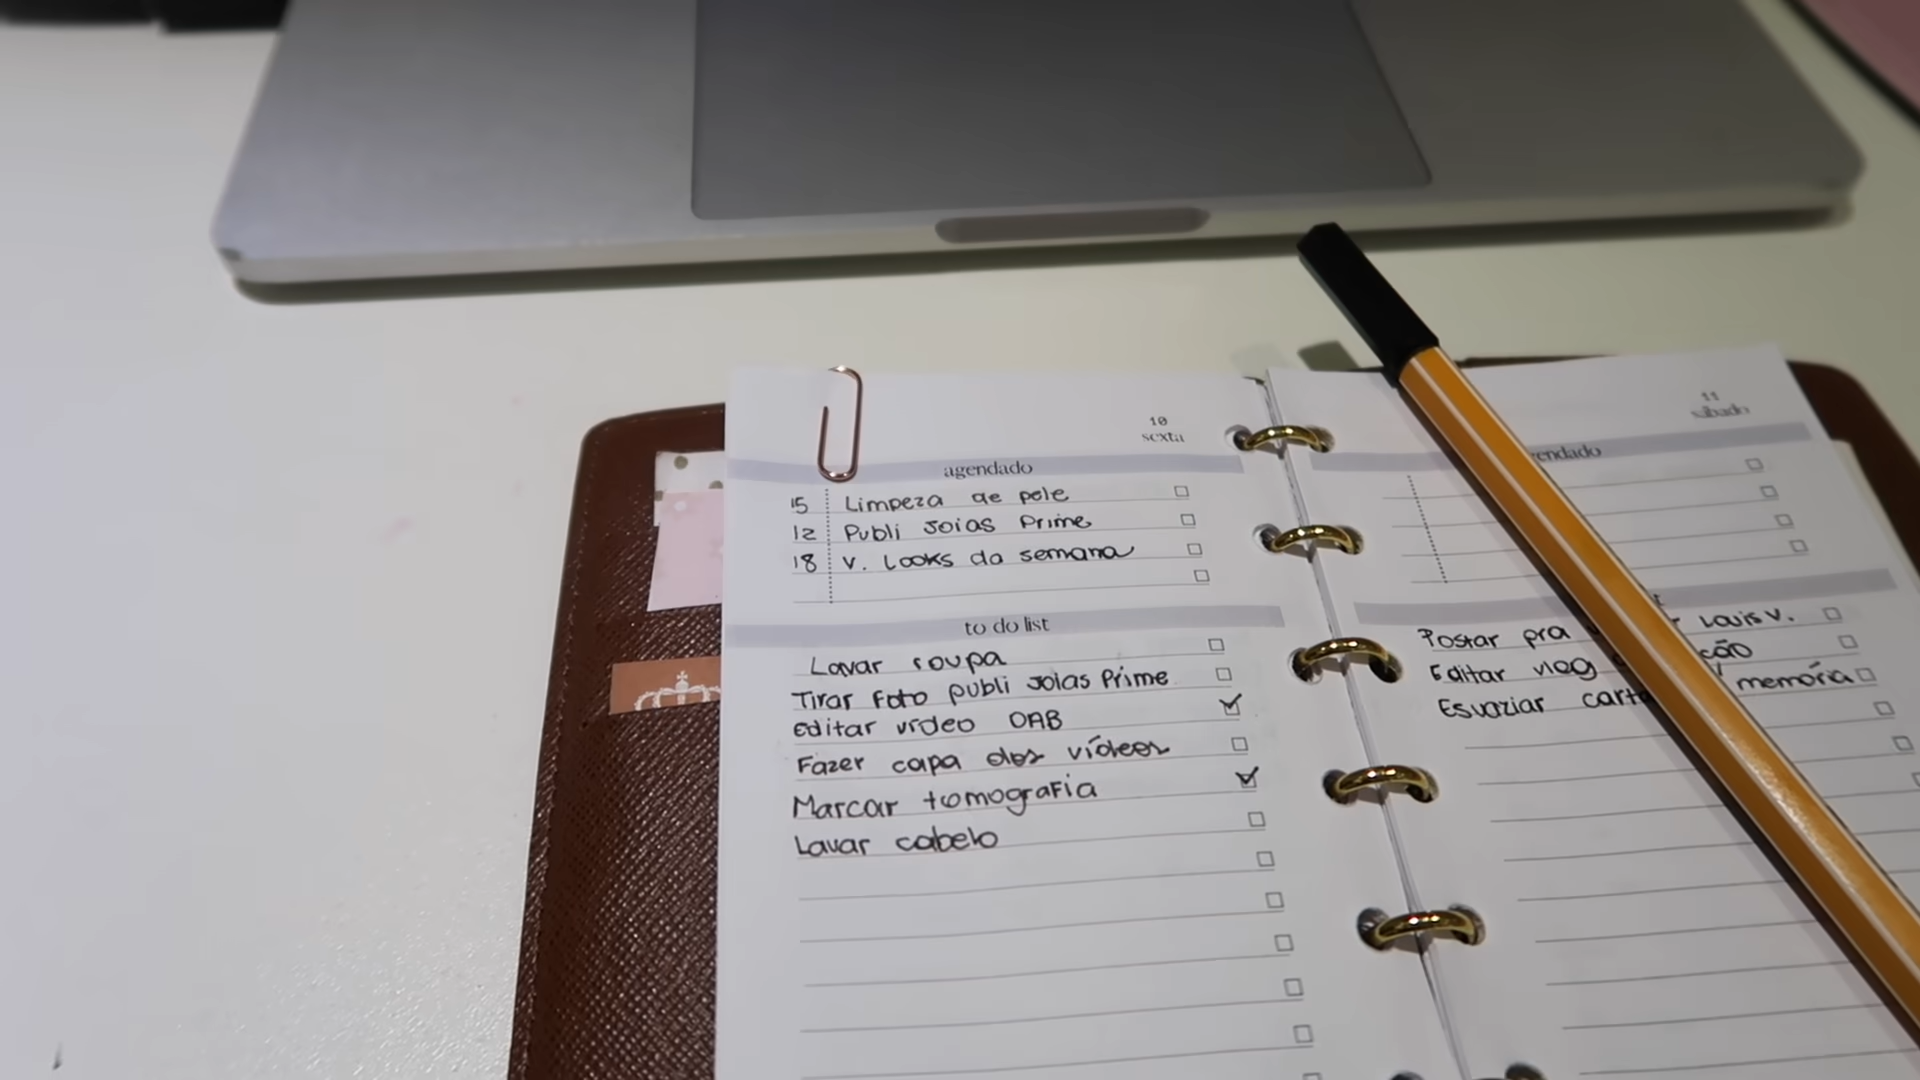 10
sexta
agendado
15 Limpeza de pele
12 Publi Joias Prime
18 v. Looks da semana
to do list
Lavar roupa
Tirar Foto publi Joias Prime
Editar vídeo OAB
Fazer capa dos vídeos
Marcar tomografia
Lavar cabelo
11
sábado
endado
Postar pra Louis V.
Editar vlog ção
Esvaziar cart memória